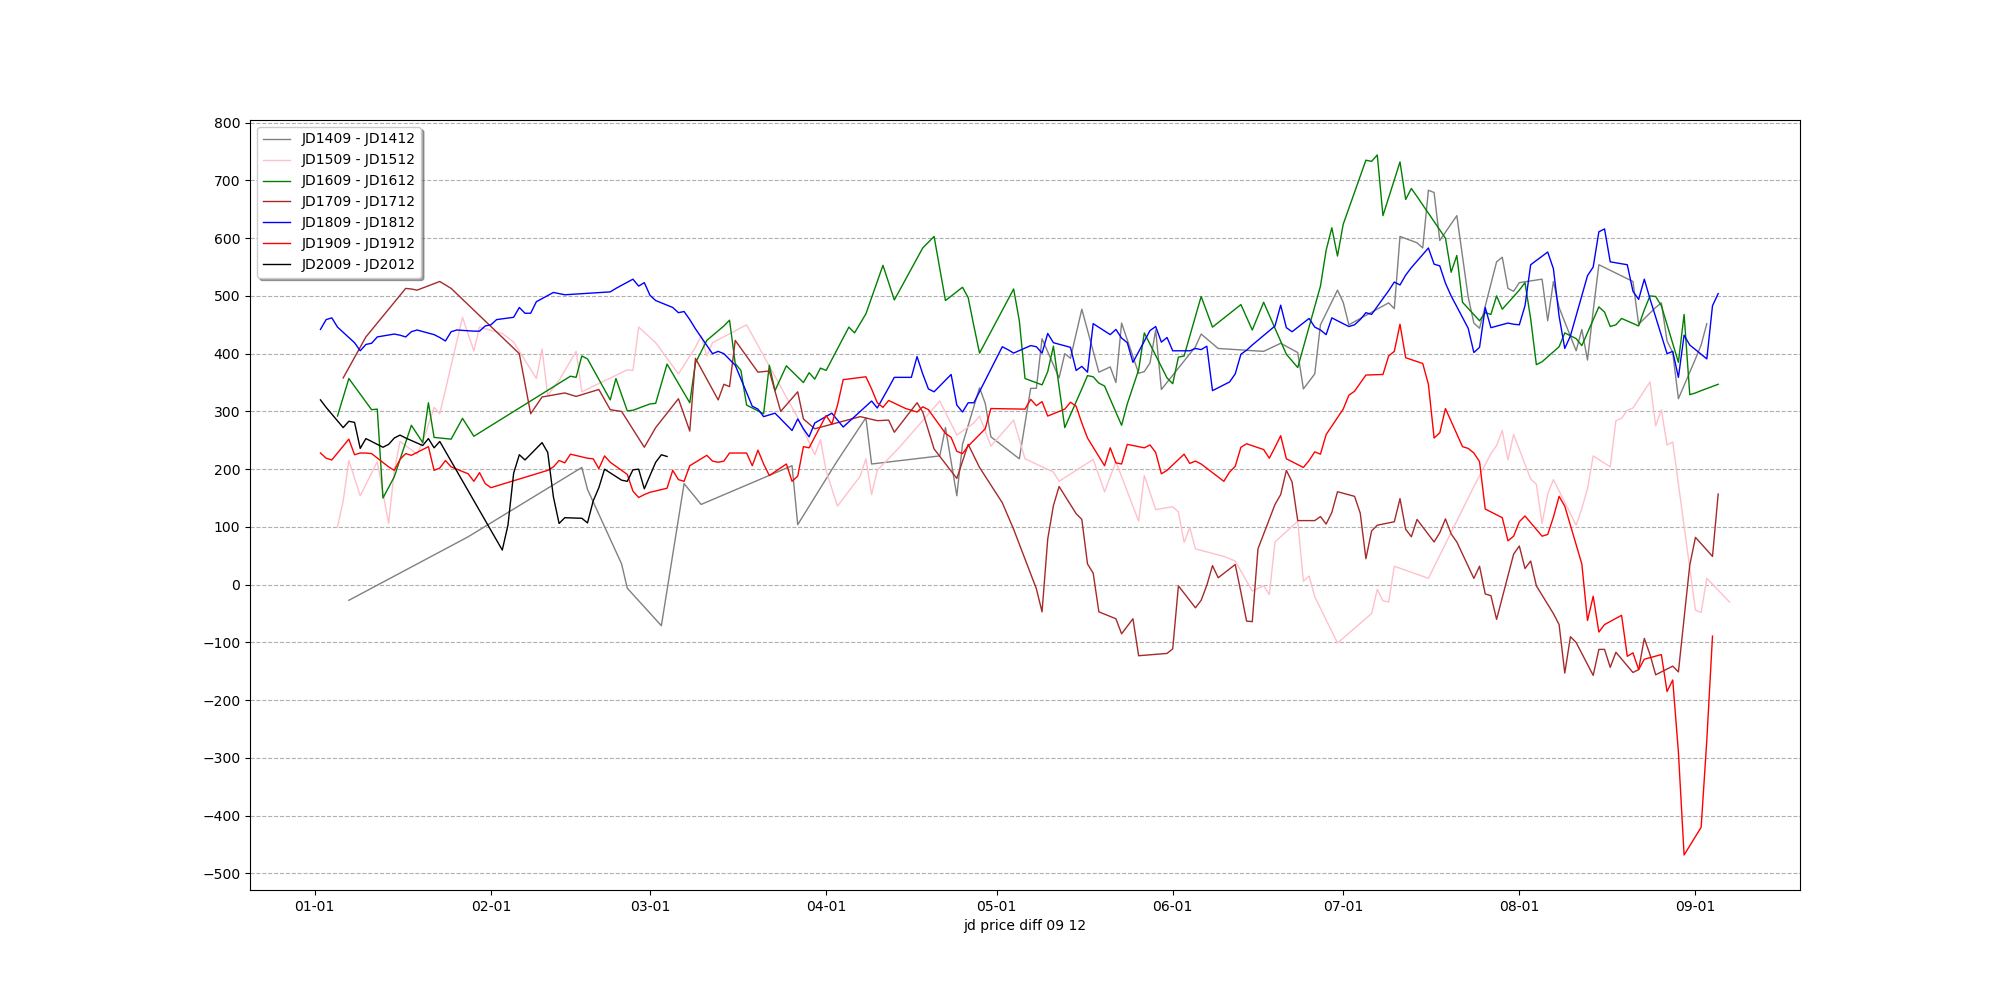 800
700
600
500
400
300
200
100
0
−100
−200
−300
−400
−500
JD1409 - JD1412
JD1509 - JD1512
JD1609 - JD1612
JD1709 - JD1712
JD1809 - JD1812
JD1909 - JD1912
JD2009 - JD2012
01-01 02-01 03-01 04-01 05-01 06-01 07-01 08-01 09-01
jd price diff 09 12